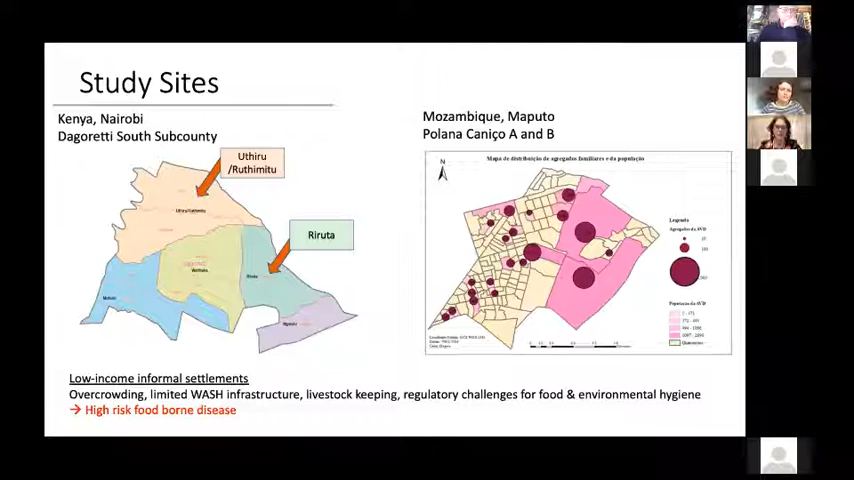 Study Sites
Kenya, Nairobi
Dagoretti South Subcounty
Uthiru
/Ruthimitu
Riruta
Mozambique, Maputo
Polana Caniço A and B
Mapa de distribuição de agregados familiares e da população
N
Low-income informal settlements
Overcrowding, limited WASH infrastructure, livestock keeping, regulatory challenges for food & environmental hygiene
→ High risk food borne disease